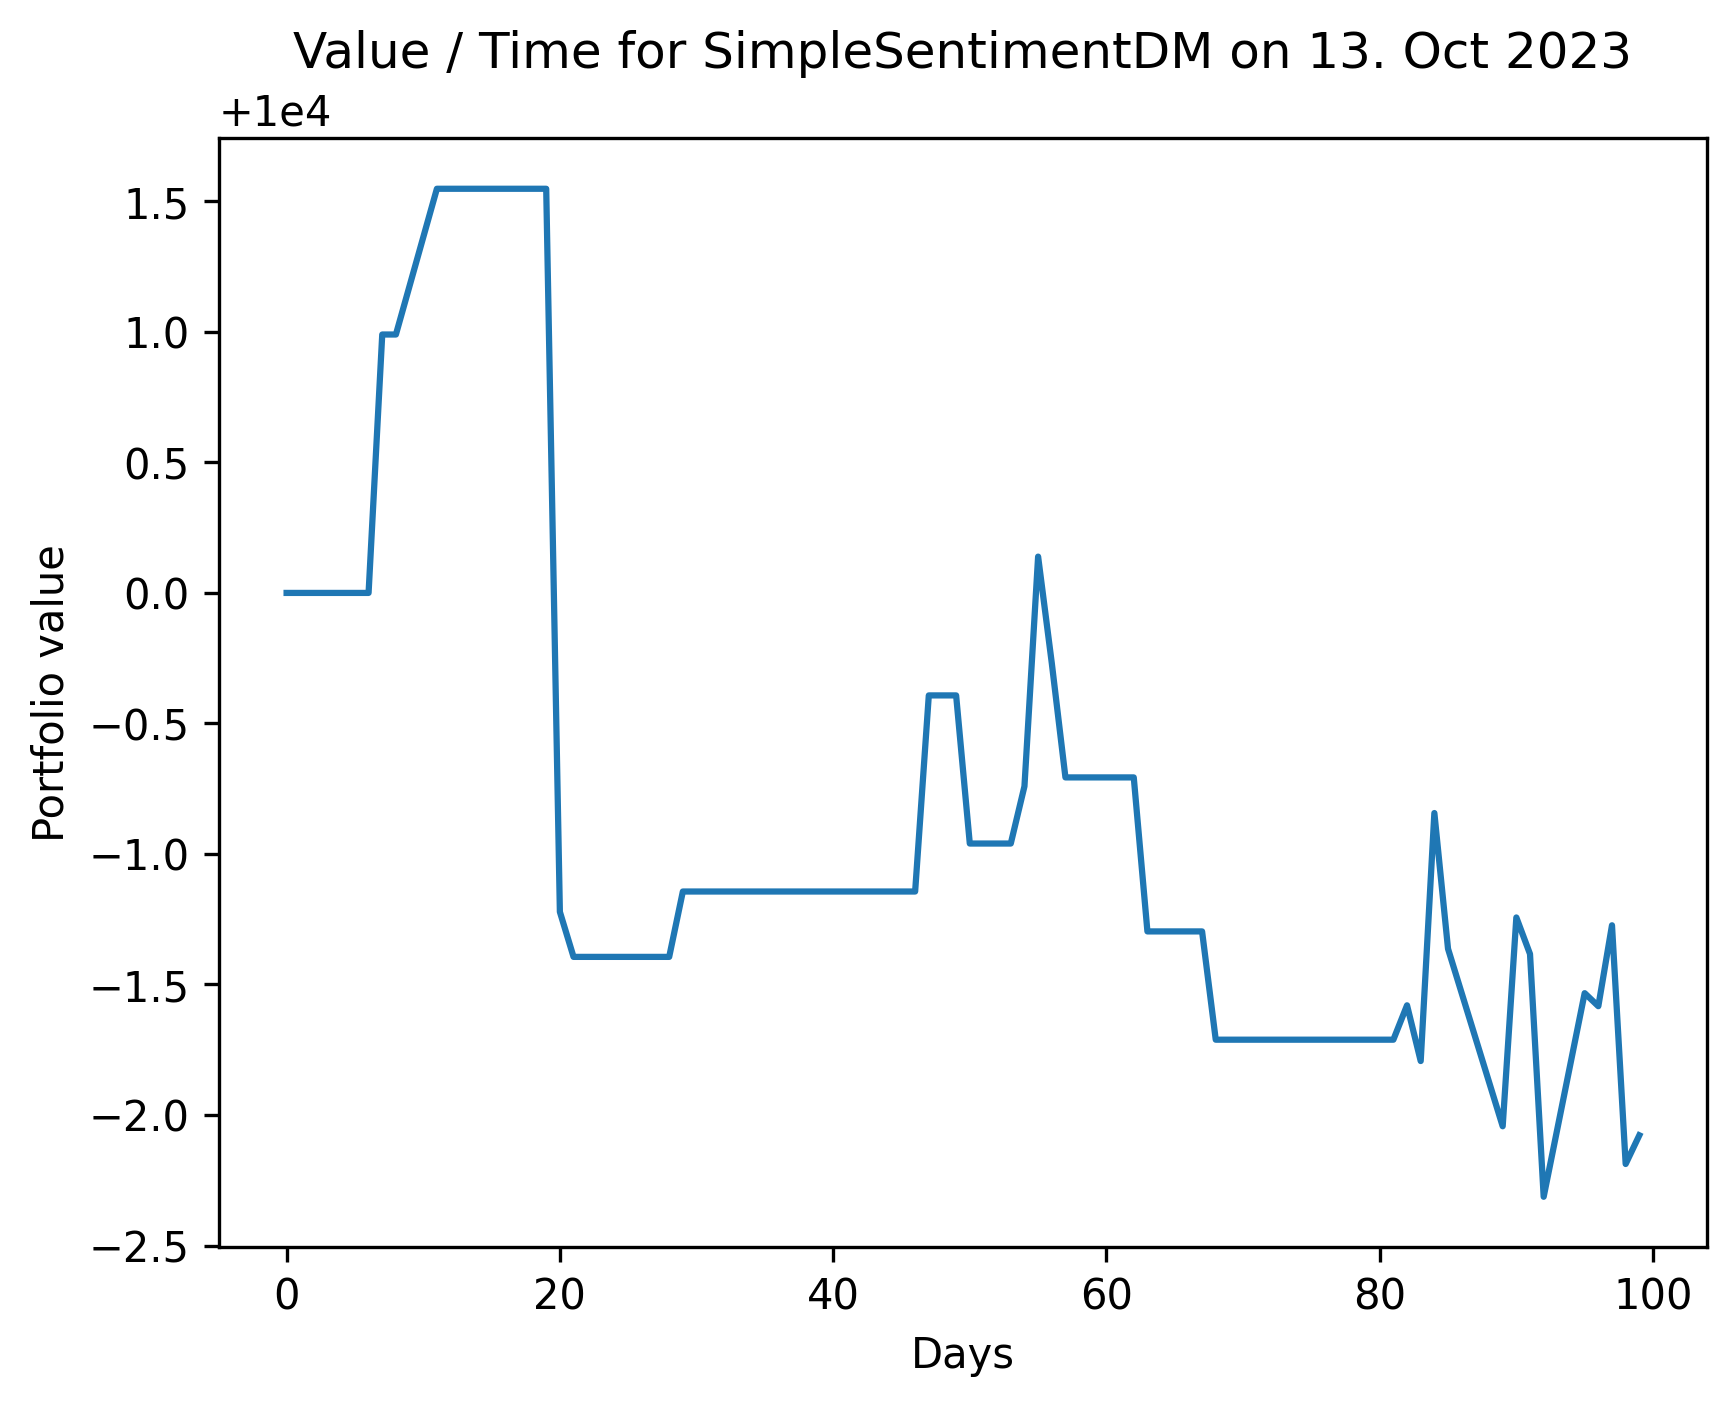 Value / Time for SimpleSentimentDM on 13. Oct 2023
+1e4
1.5
1.0
0.5
0.0
−0.5
−1.0
−1.5
−2.0
−2.5
Portfolio value
0 20 40 60 80 100
Days